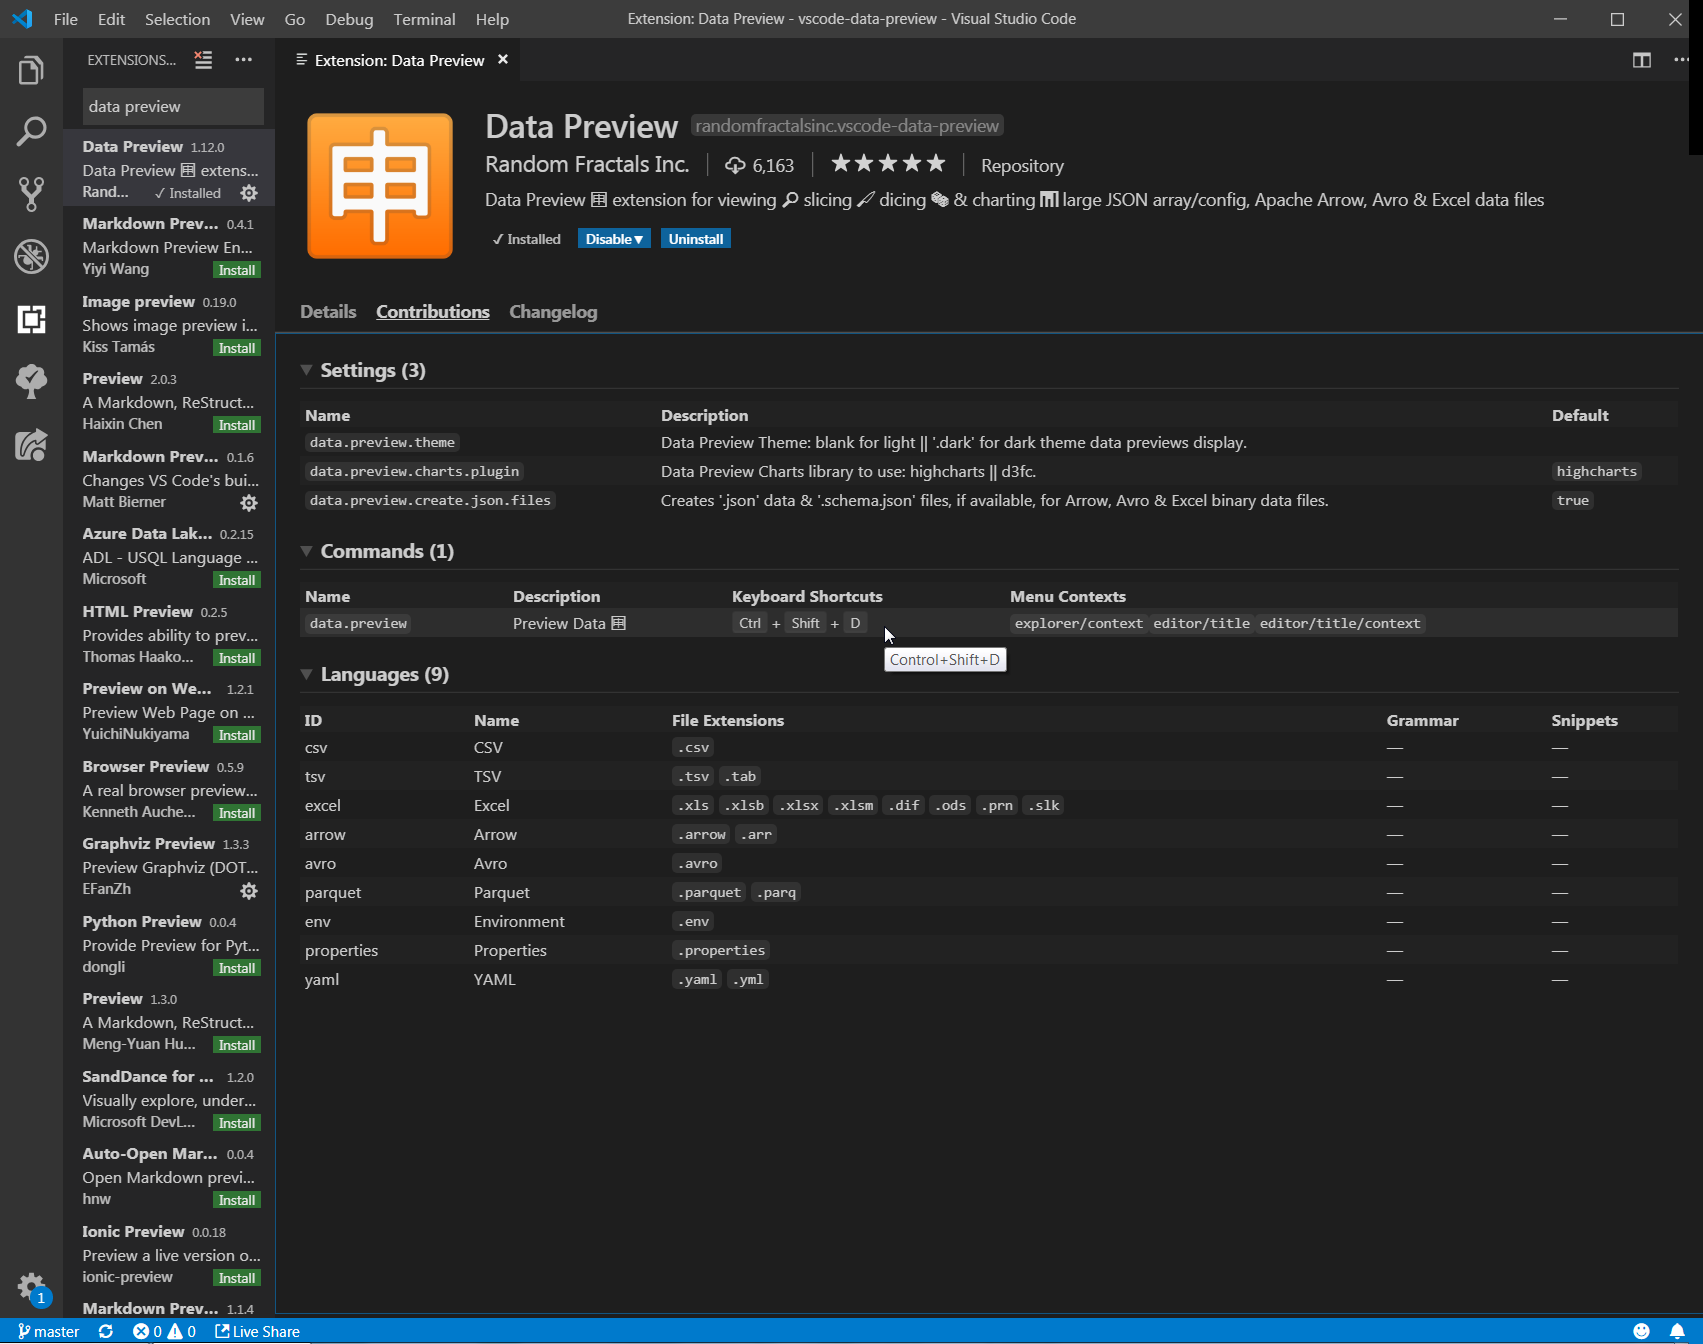 File Edit Selection View Go Debug Terminal Help
Extension: Data Preview - vscode-data-preview - Visual Studio Code
EXTENSIONS...
data preview
Data Preview 1.12.0
Data Preview 田 extens...
Rand... ✓ Installed
Markdown Prev... 0.4.1
Markdown Preview En...
Yiyi Wang Install
Image preview 0.19.0
Shows image preview i...
Kiss Tamás Install
Preview 2.0.3
A Markdown, ReStruct...
Haixin Chen Install
Markdown Prev... 0.1.6
Changes VS Code's bui...
Matt Bierner
Azure Data Lak... 0.2.15
ADL - USQL Language ...
Microsoft Install
HTML Preview 0.2.5
Provides ability to prev...
Thomas Haako... Install
Preview on We... 1.2.1
Preview Web Page on ...
YuichiNukiyama Install
Browser Preview 0.5.9
A real browser preview...
Kenneth Auche... Install
Graphviz Preview 1.3.3
Preview Graphviz (DOT...
EFanZh
Python Preview 0.0.4
Provide Preview for Pyt...
dongli Install
Preview 1.3.0
A Markdown, ReStruct...
Meng-Yuan Hu... Install
SandDance for ... 1.2.0
Visually explore, under...
Microsoft DevL... Install
Auto-Open Mar... 0.0.4
Open Markdown previ...
hnw Install
Ionic Preview 0.0.18
Preview a live version o...
ionic-preview Install
Markdown Prev... 1.1.4
Extension: Data Preview
申
Data Preview randomfractalsinc.vscode-data-preview
Random Fractals Inc. 6,163 ★★★★★ Repository
Data Preview extension for viewing slicing dicing & charting large JSON array/config, Apache Arrow, Avro & Excel data files
✓ Installed Disable▼ Uninstall
Details Contributions Changelog
Settings (3)
Name Description Default
data.preview.theme Data Preview Theme: blank for light || '.dark' for dark theme data previews display.
data.preview.charts.plugin Data Preview Charts library to use: highcharts || d3fc. highcharts
data.preview.create.json.files Creates '.json' data & '.schema.json' files, if available, for Arrow, Avro & Excel binary data files. true
Commands (1)
Name Description Keyboard Shortcuts Menu Contexts
data.preview Preview Data Ctrl + Shift + D explorer/context editor/title editor/title/context
Control+Shift+D
Languages (9)
ID Name File Extensions Grammar Snippets
csv CSV .csv — —
tsv TSV .tsv .tab — —
excel Excel .xls .xlsb .xlsx .xlsm .dif .ods .prn .slk — —
arrow Arrow .arrow .arr — —
avro Avro .avro — —
parquet Parquet .parquet .parq — —
env Environment .env — —
properties Properties .properties — —
yaml YAML .yaml .yml — —
1
master 0 0 Live Share